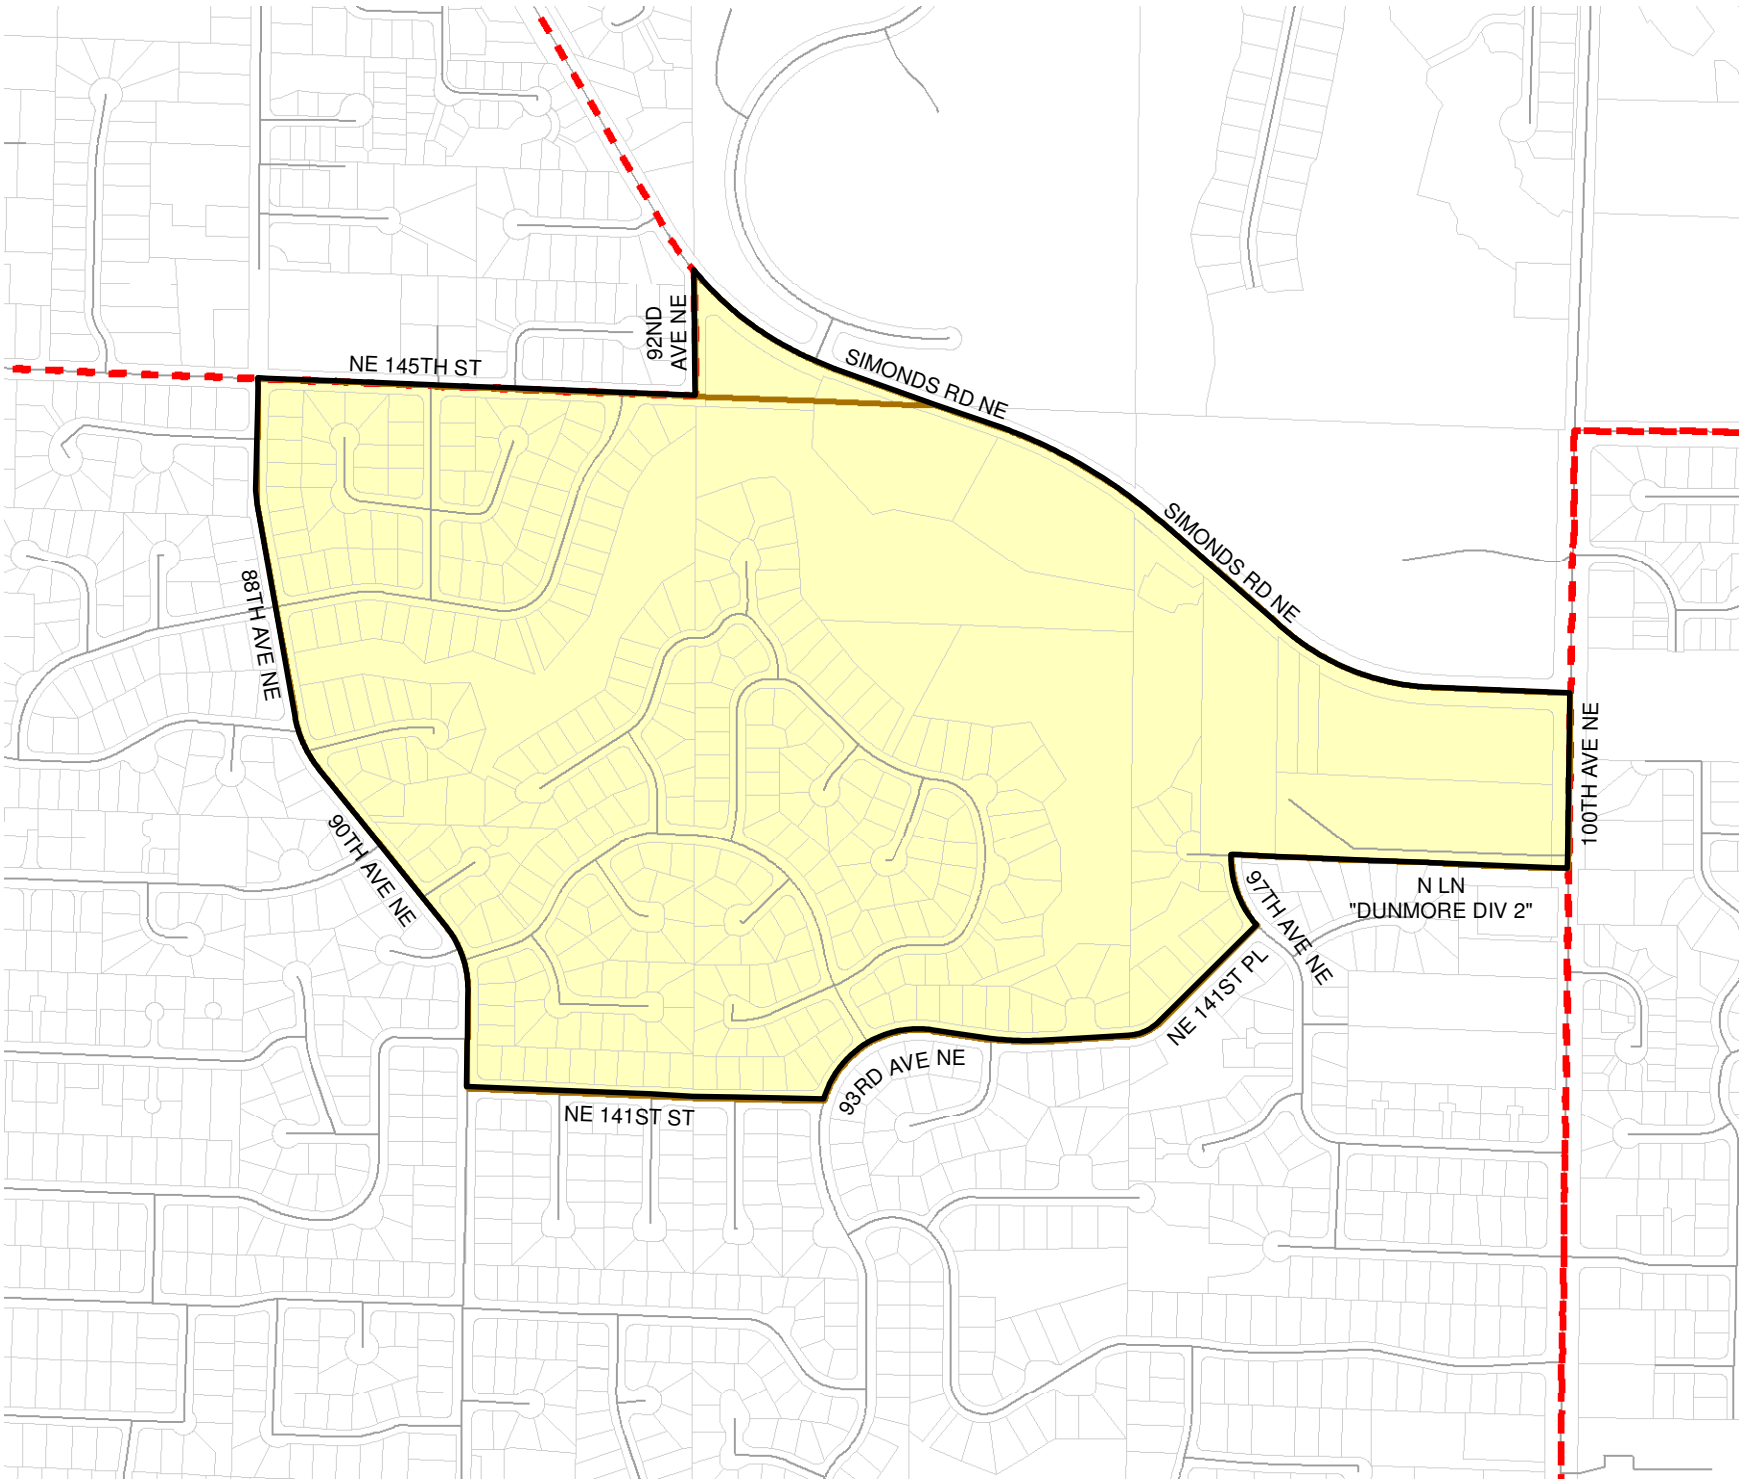 92ND
AVE NE
NE 145TH ST
SIMONDS RD NE
SIMONDS RD NE
88TH AVE NE
100TH AVE NE
90TH AVE NE
97TH AVE NE
N LN
"DUNMORE DIV 2"
NE 141ST PL
93RD AVE NE
NE 141ST ST